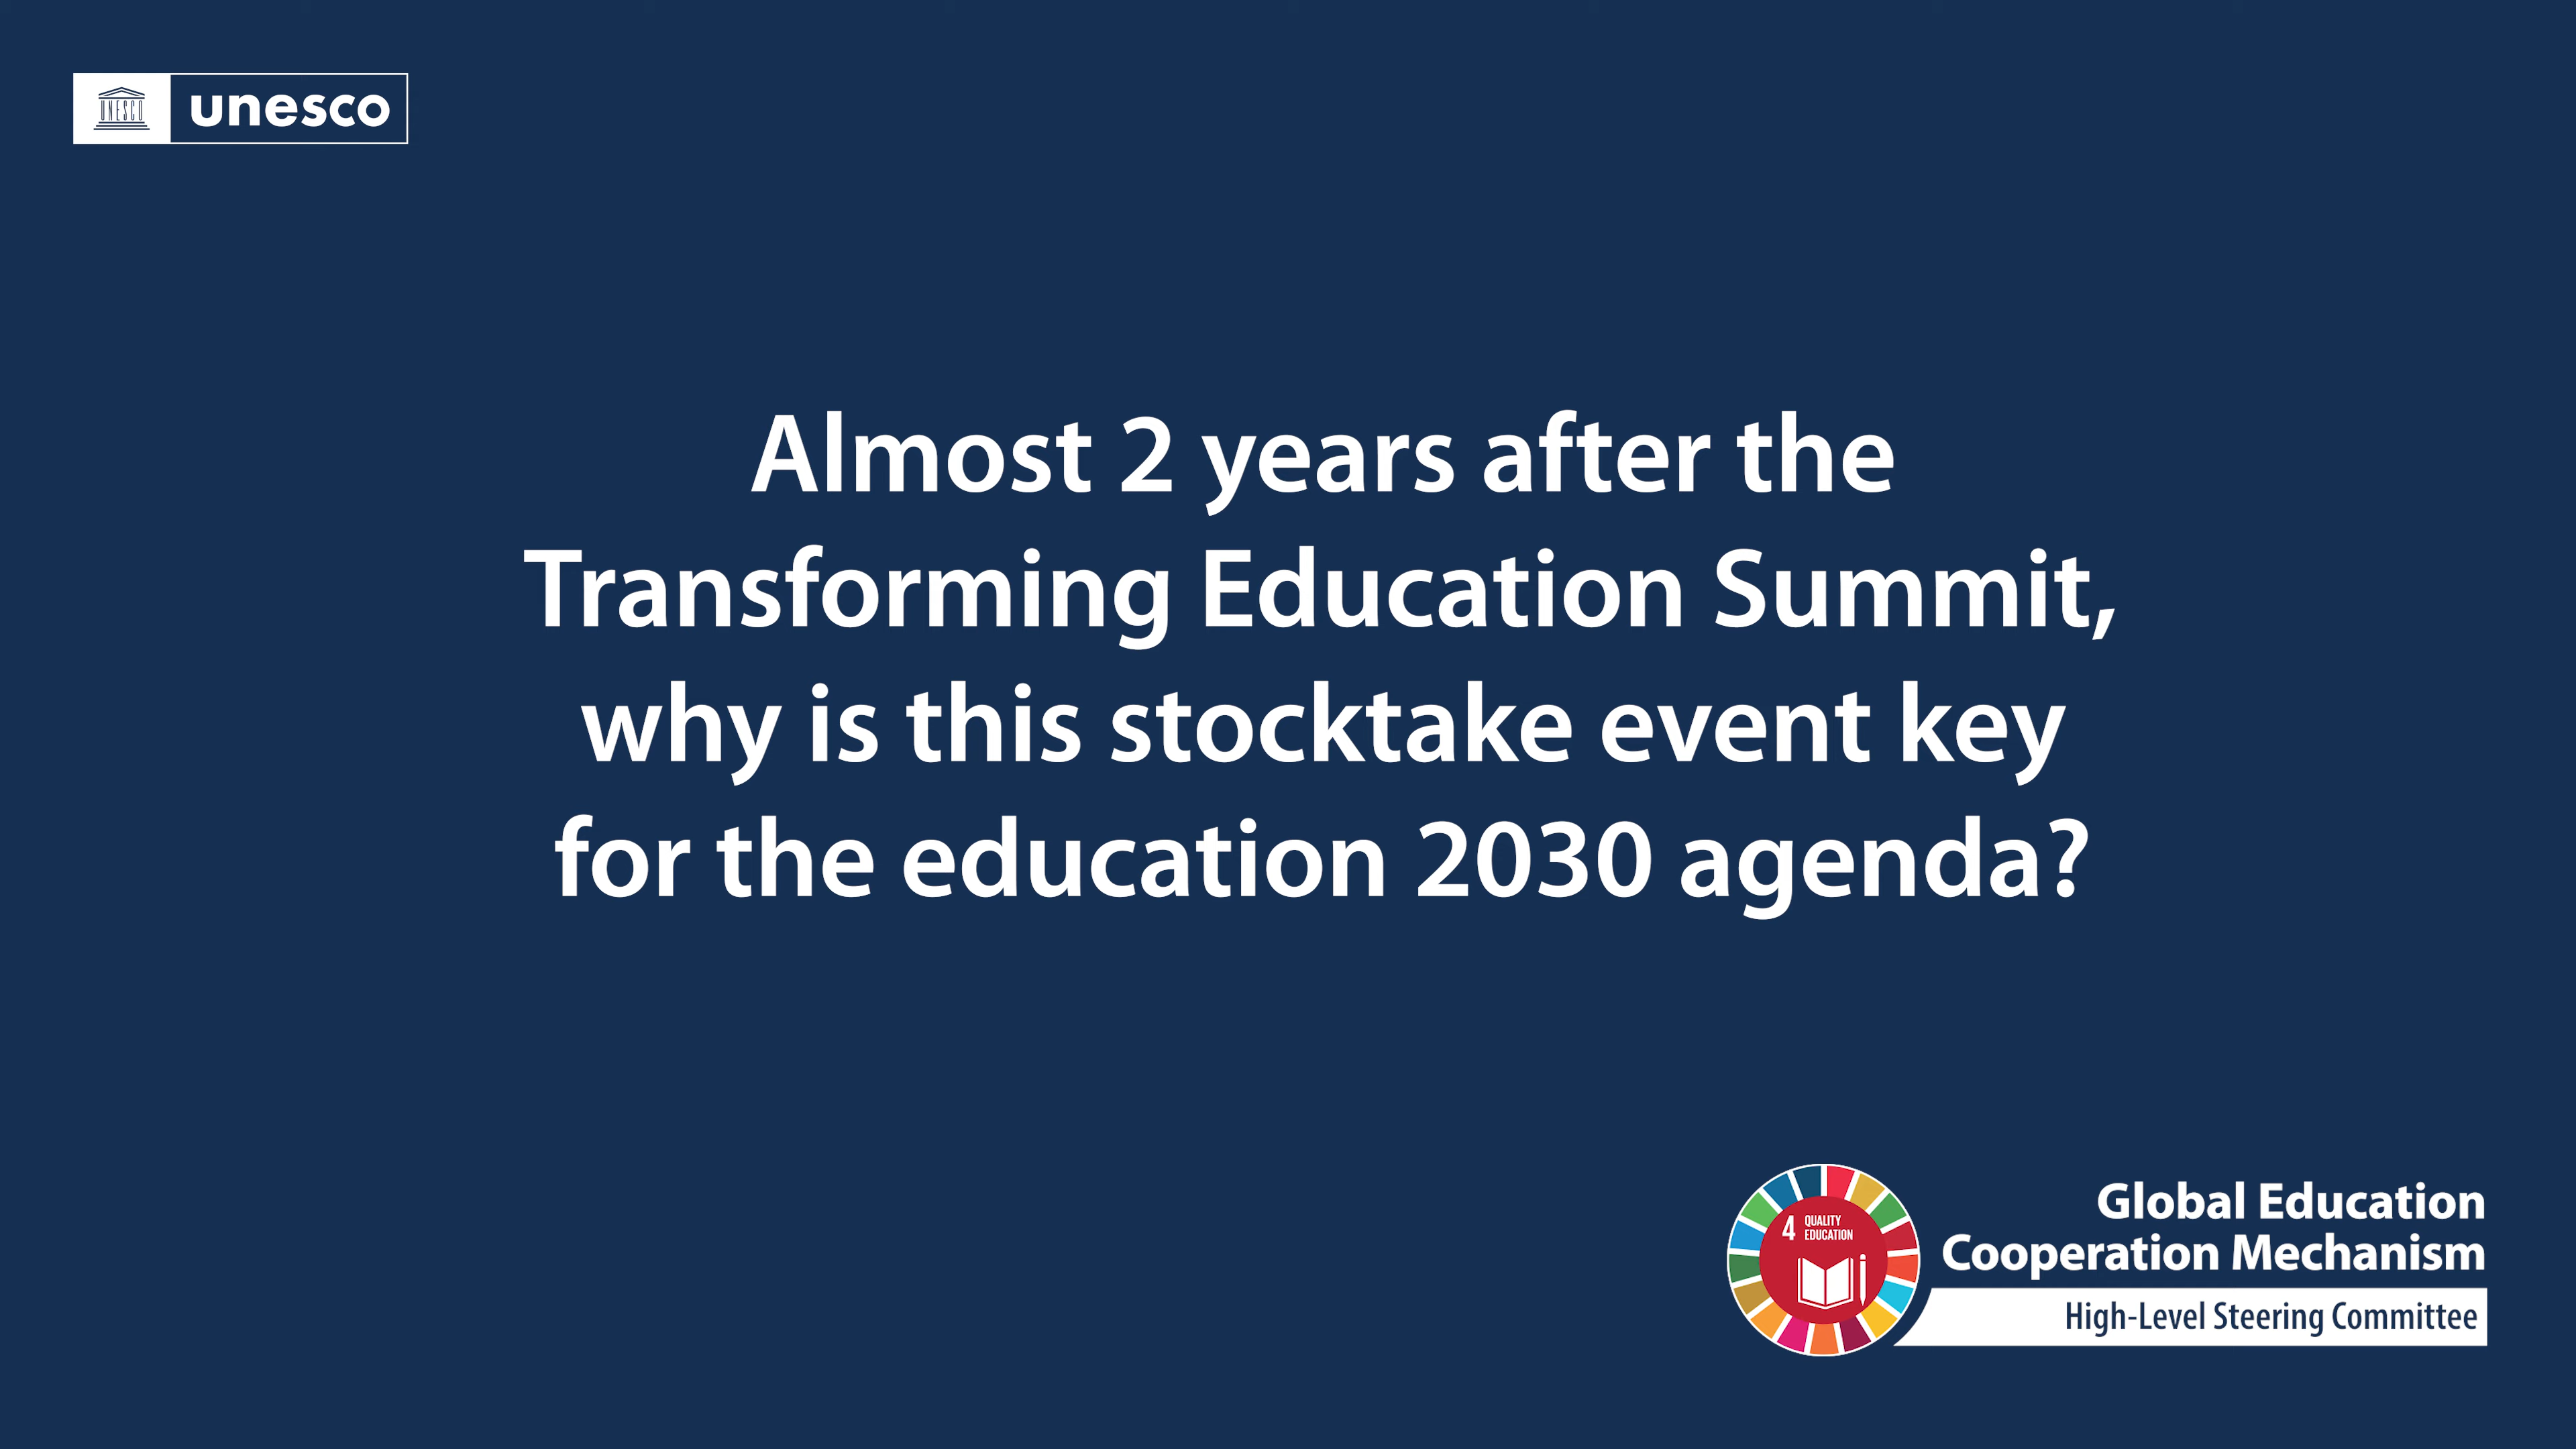 UNESCO
unesco
Almost 2 years after the
Transforming Education Summit,
why is this stocktake event key
for the education 2030 agenda?
4 QUALITY
EDUCATION
Global Education
Cooperation Mechanism
High-Level Steering Committee